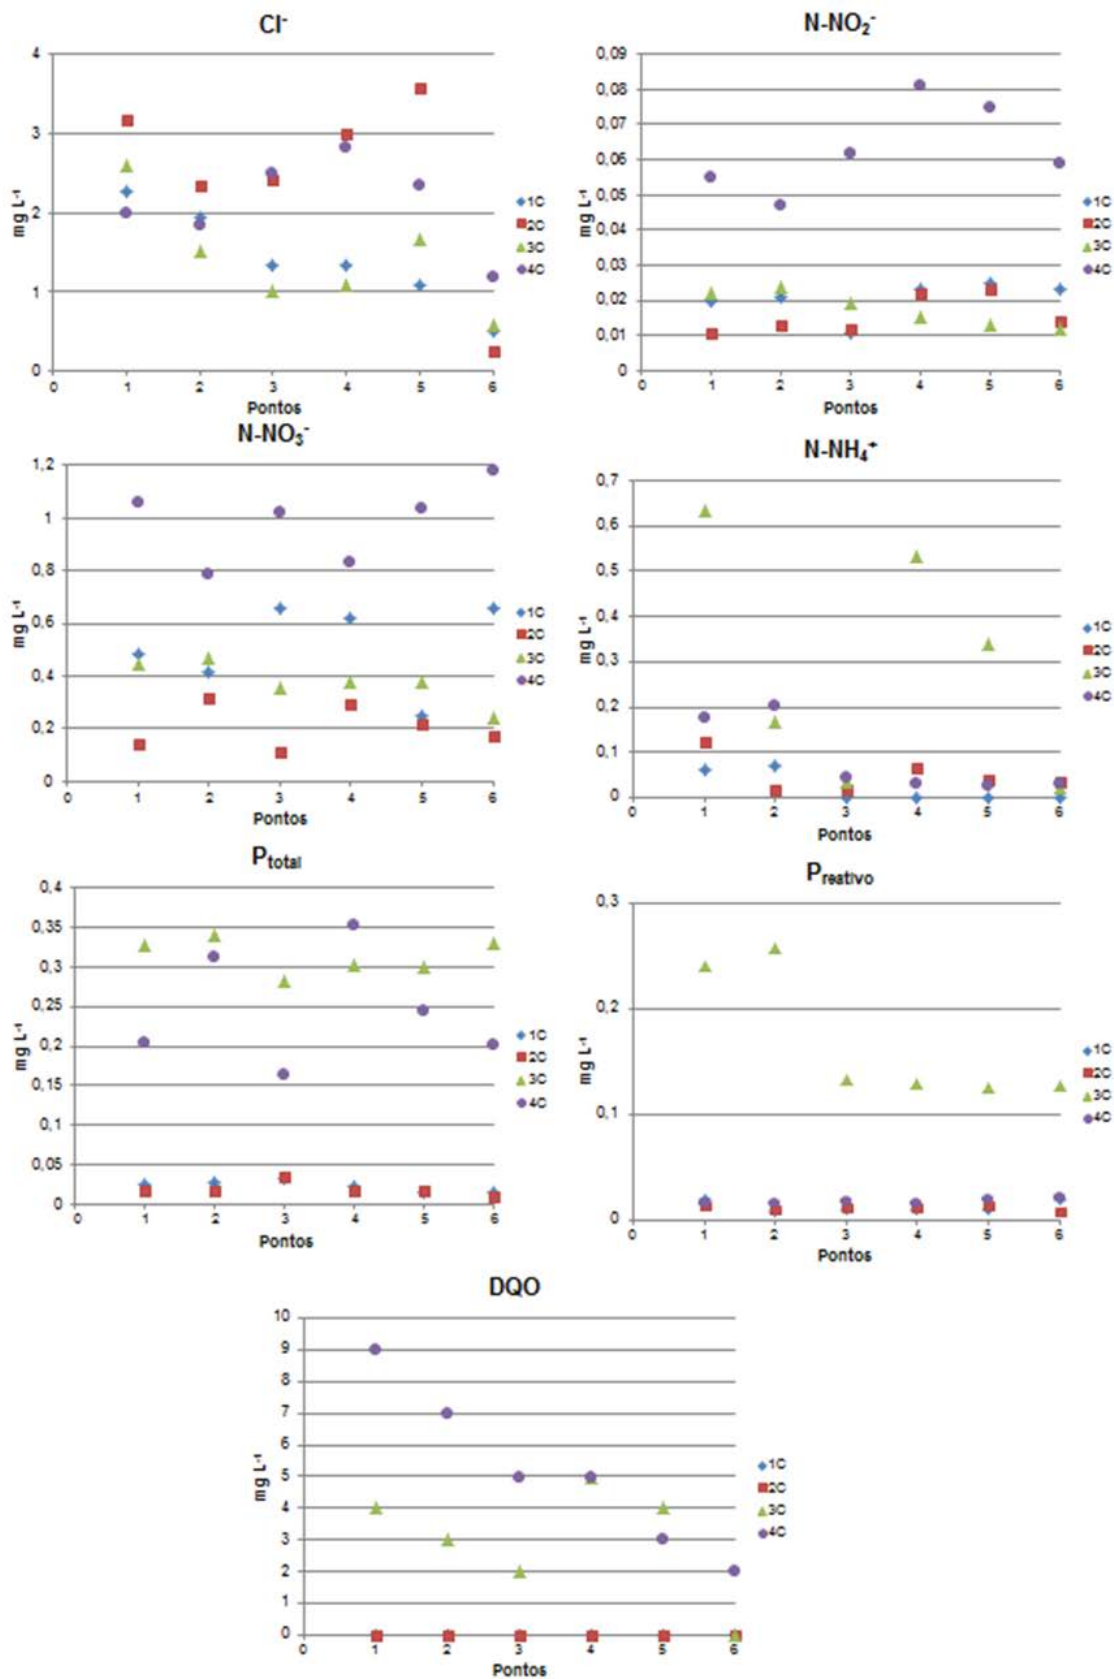 Cl⁻
4
3
2
1
0
mg L⁻¹
0 1 2 3 4 5 6
Pontos
1C
2C
3C
4C
N-NO₂⁻
0,09
0,08
0,07
0,06
0,05
0,04
0,03
0,02
0,01
0
mg L⁻¹
0 1 2 3 4 5 6
Pontos
1C
2C
3C
4C
N-NO₃⁻
1,2
1
0,8
0,6
0,4
0,2
0
mg L⁻¹
0 1 2 3 4 5 6
Pontos
1C
2C
3C
4C
N-NH₄⁺
0,7
0,6
0,5
0,4
0,3
0,2
0,1
0
mg L⁻¹
0 1 2 3 4 5 6
Pontos
1C
2C
3C
4C
P total
0,4
0,35
0,3
0,25
0,2
0,15
0,1
0,05
0
mg L⁻¹
0 1 2 3 4 5 6
Pontos
1C
2C
3C
4C
P reativo
0,3
0,2
0,1
0
mg L⁻¹
0 1 2 3 4 5 6
Pontos
1C
2C
3C
4C
DQO
10
9
8
7
6
5
4
3
2
1
0
mg L⁻¹
0 1 2 3 4 5 6
Pontos
1C
2C
3C
4C